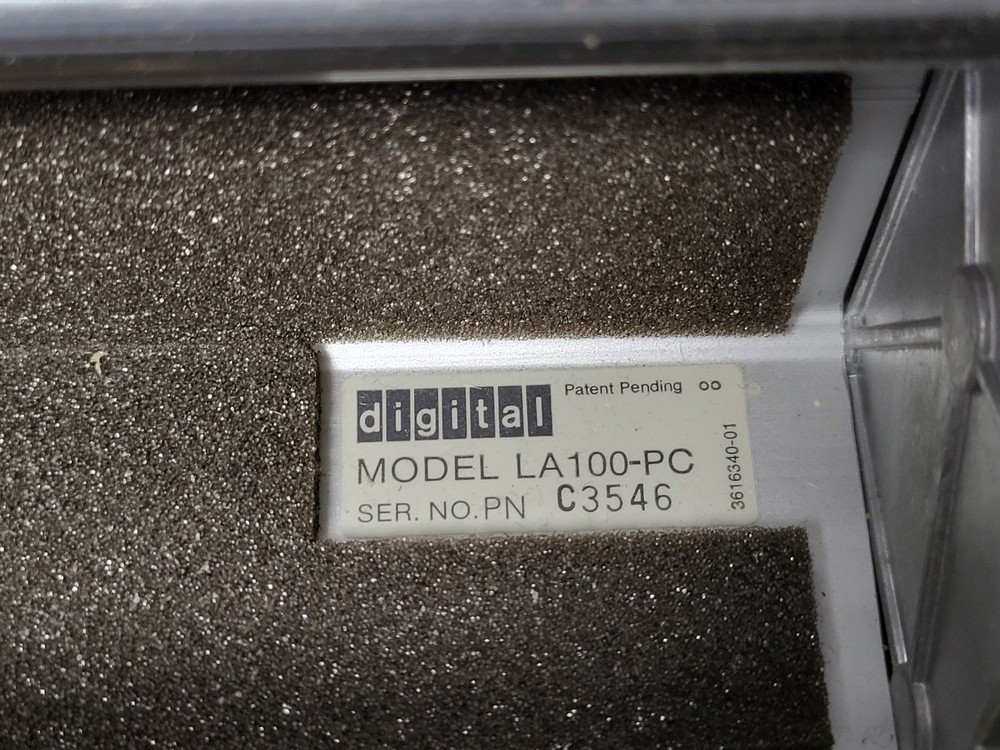 digital Patent Pending oo
MODEL LA100-PC
SER. NO. PN C3546
3616340-01